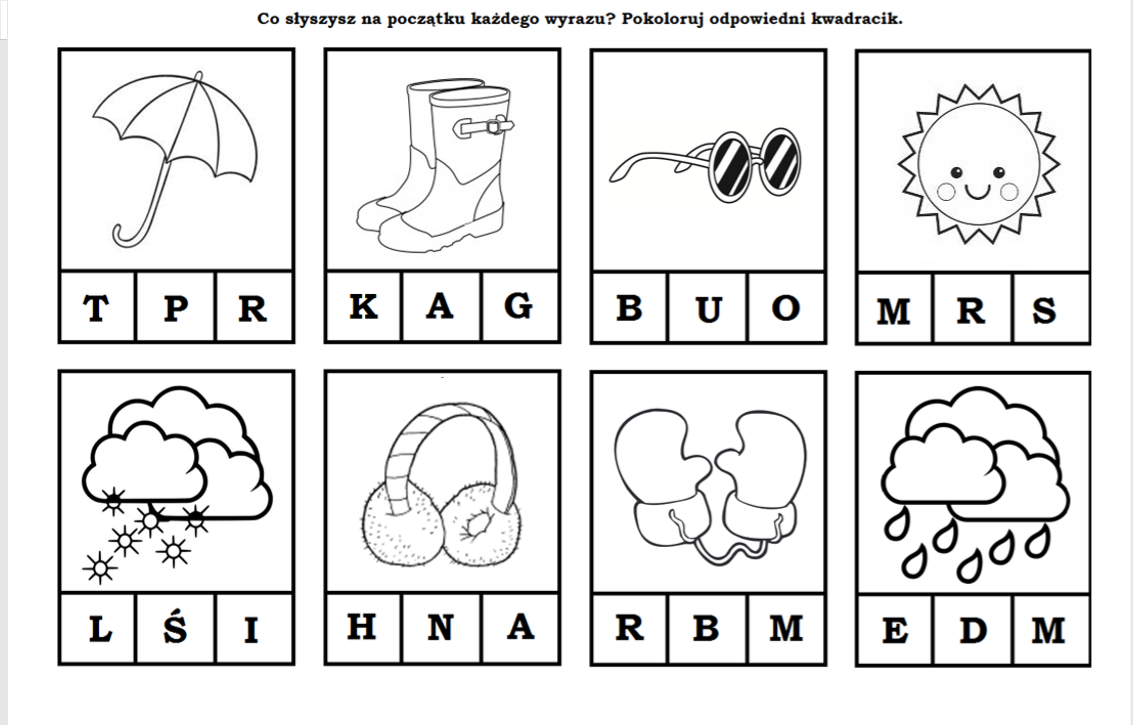 Co słyszysz na początku każdego wyrazu? Pokoloruj odpowiedni kwadracik.
T P R
K A G
B U O
M R S
L Ś I
H N A
R B M
E D M